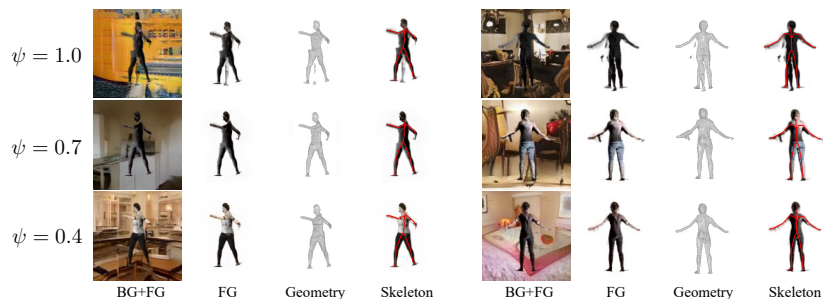 ψ = 1.0
ψ = 0.7
ψ = 0.4
BG+FG FG Geometry Skeleton BG+FG FG Geometry Skeleton